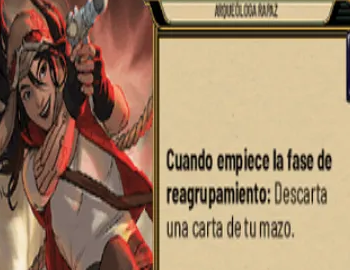 ARQUEÓLOGA RAPAZ
Cuando empiece la fase de
reagrupamiento: Descarta
una carta de tu mazo.